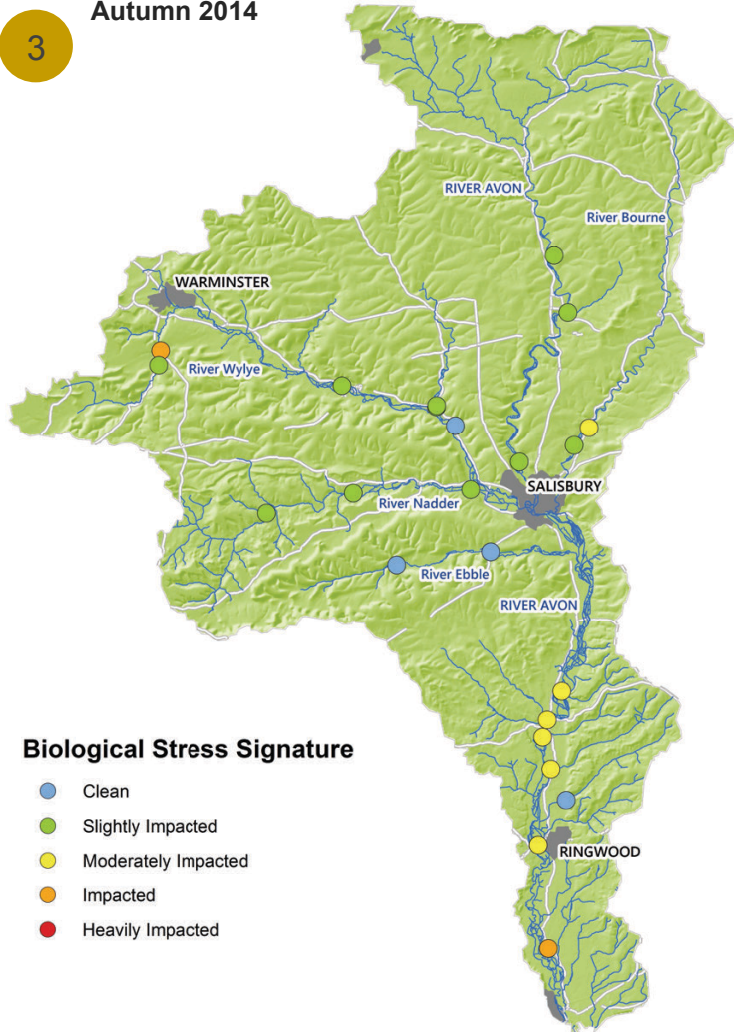 Autumn 2014
3
RIVER AVON
River Bourne
WARMINSTER
River Wylye
SALISBURY
River Nadder
River Ebble
RIVER AVON
Biological Stress Signature
Clean
Slightly Impacted
Moderately Impacted
RINGWOOD
Impacted
Heavily Impacted